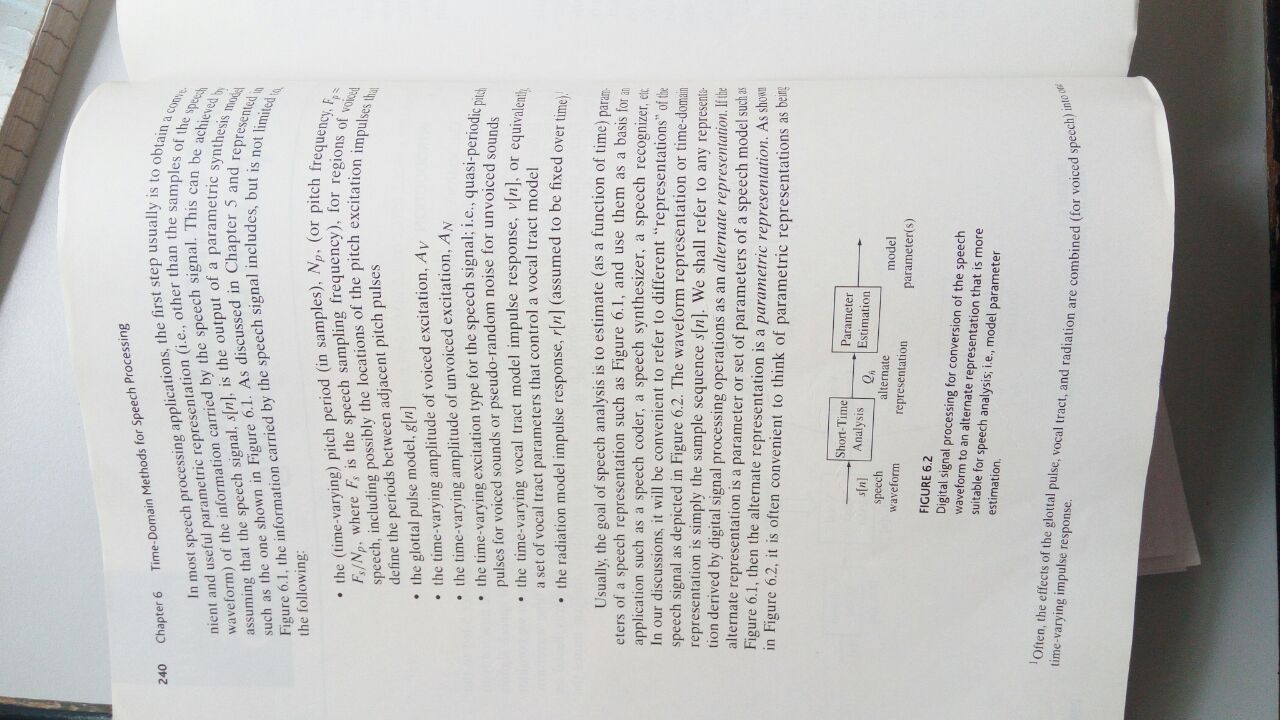 240 Chapter 6 Time-Domain Methods for Speech Processing
In most speech processing applications, the first step usually is to obtain a conve-
nient and useful parametric representation (i.e., other than the samples of the speech
waveform) of the information carried by the speech signal. This can be achieved by
assuming that the speech signal, s[n], is the output of a parametric synthesis model
such as the one shown in Figure 6.1. As discussed in Chapter 5 and represented in
Figure 6.1, the information carried by the speech signal includes, but is not limited to,
the following:
• the (time-varying) pitch period (in samples), Np, (or pitch frequency, Fp =
Fs/Np, where Fs is the speech sampling frequency), for regions of voiced
speech, including possibly the locations of the pitch excitation impulses that
define the periods between adjacent pitch pulses
• the glottal pulse model, g[n]
• the time-varying amplitude of voiced excitation, AV
• the time-varying amplitude of unvoiced excitation, AN
• the time-varying excitation type for the speech signal; i.e., quasi-periodic pitch
pulses for voiced sounds or pseudo-random noise for unvoiced sounds
• the time-varying vocal tract model impulse response, v[n], or equivalently,
a set of vocal tract parameters that control a vocal tract model
• the radiation model impulse response, r[n] (assumed to be fixed over time).1
Usually, the goal of speech analysis is to estimate (as a function of time) param-
eters of a speech representation such as Figure 6.1, and use them as a basis for an
application such as a speech coder, a speech synthesizer, a speech recognizer, etc.
In our discussions, it will be convenient to refer to different “representations” of the
speech signal as depicted in Figure 6.2. The waveform representation or time-domain
representation is simply the sample sequence s[n]. We shall refer to any representa-
tion derived by digital signal processing operations as an alternate representation. If the
alternate representation is a parameter or set of parameters of a speech model such as
Figure 6.1, then the alternate representation is a parametric representation. As shown
in Figure 6.2, it is often convenient to think of parametric representations as being
s[n]
speech
waveform
Short-Time
Analysis
Qn̂
alternate
representation
Parameter
Estimation
model
parameter(s)
FIGURE 6.2
Digital signal processing for conversion of the speech
waveform to an alternate representation that is more
suitable for speech analysis; i.e., model parameter
estimation.
1Often, the effects of the glottal pulse, vocal tract, and radiation are combined (for voiced speech) into one
time-varying impulse response.